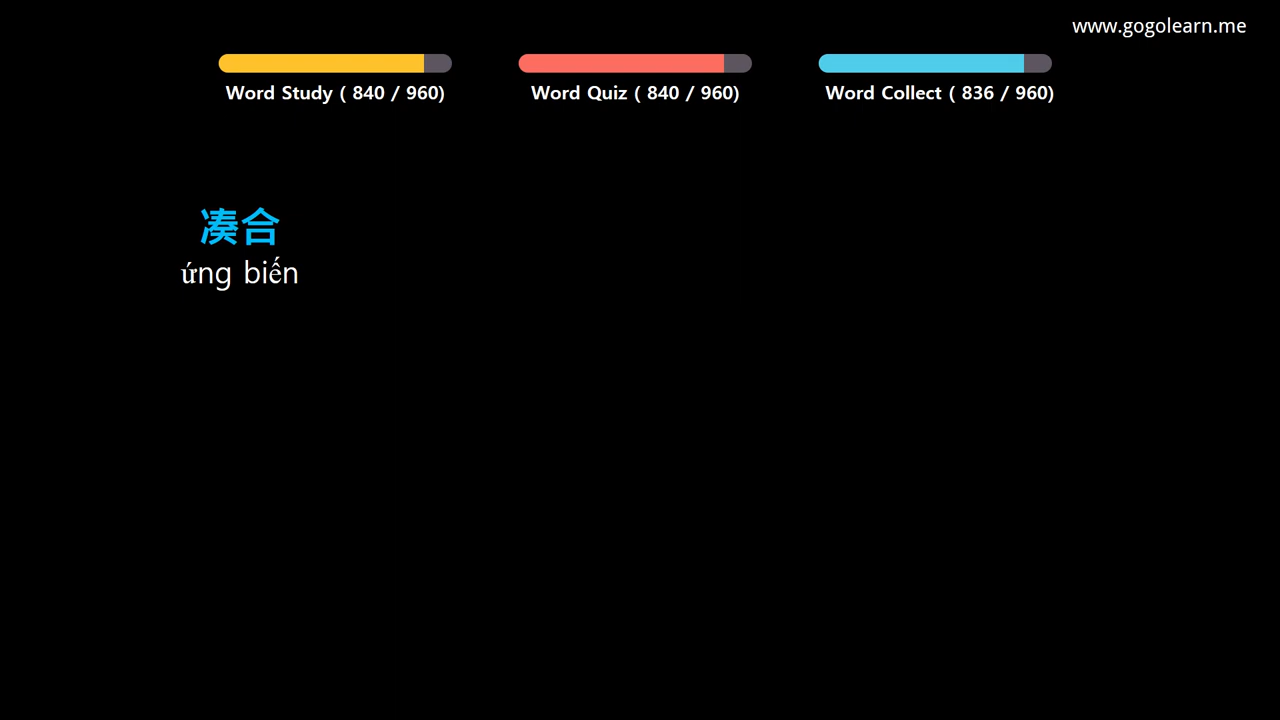 www.gogolearn.me
Word Study ( 840 / 960)
Word Quiz ( 840 / 960)
Word Collect ( 836 / 960)
凑合
ứng biến